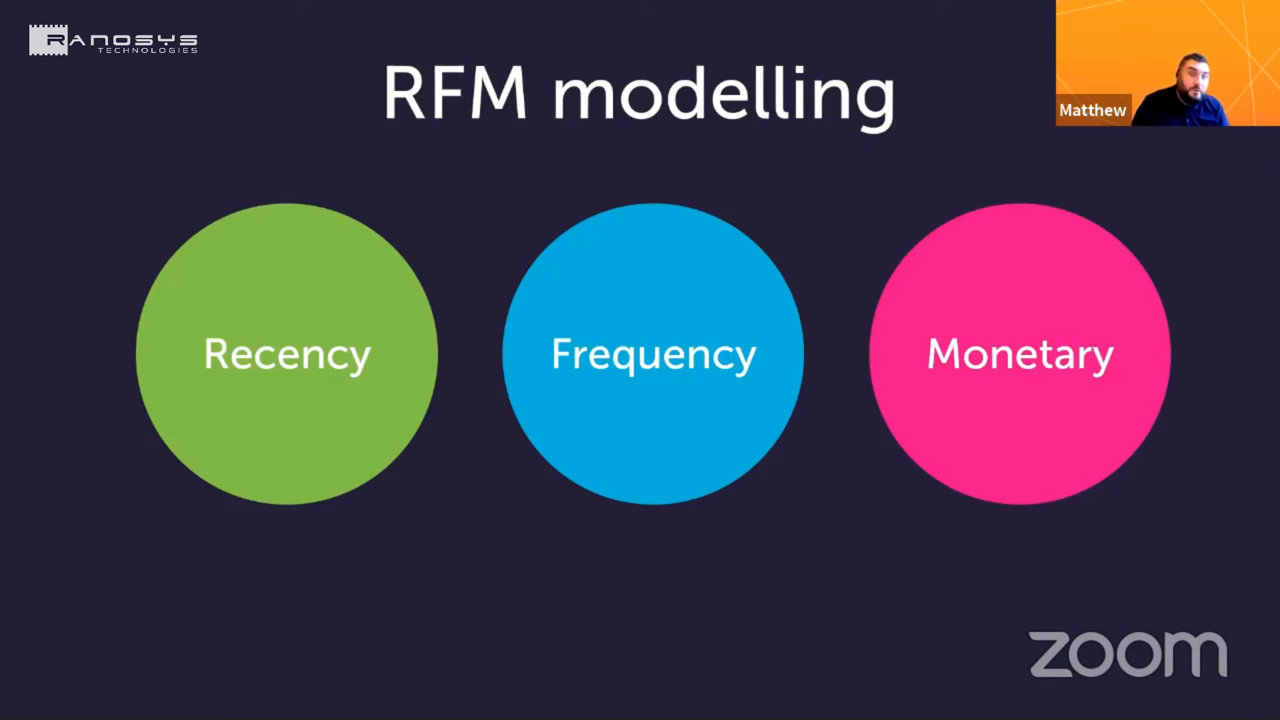 RANOSYS
TECHNOLOGIES
RFM modelling
Matthew
Recency
Frequency
Monetary
zoom